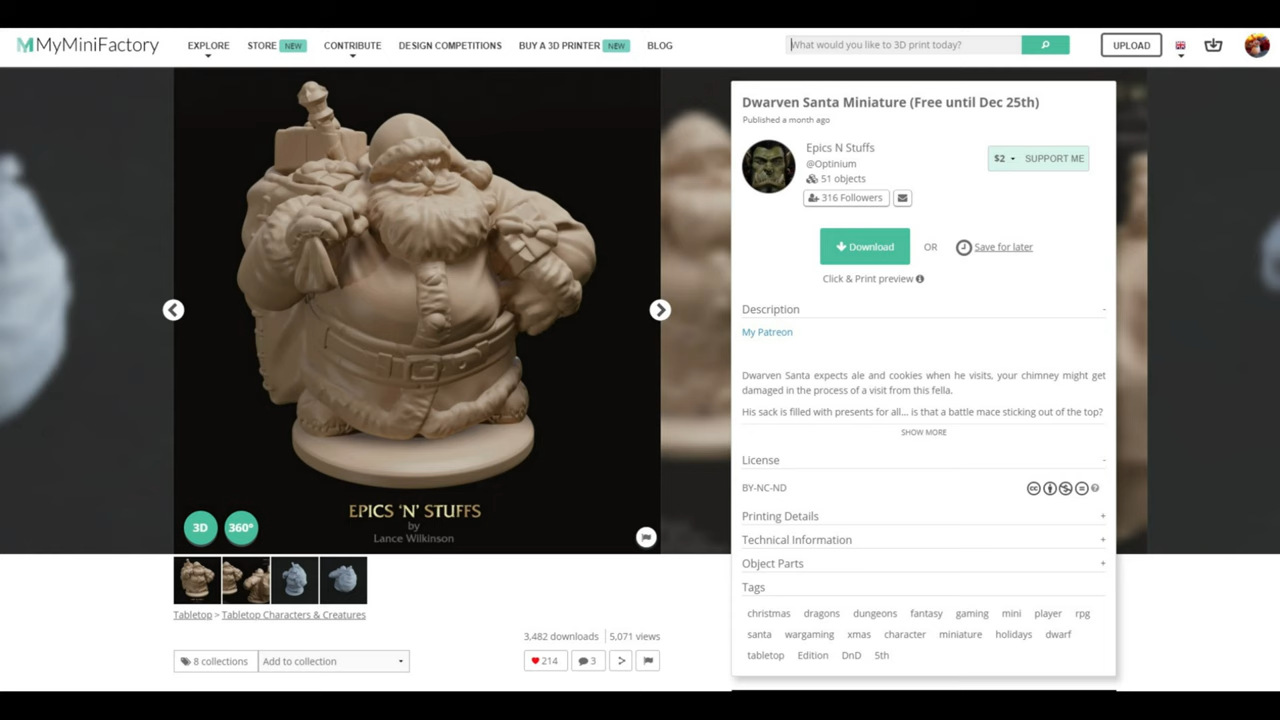 MyMiniFactory
EXPLORE STORE NEW CONTRIBUTE DESIGN COMPETITIONS BUY A 3D PRINTER NEW BLOG
What would you like to 3D print today?
UPLOAD
EPICS 'N' STUFFS
by
Lance Wilkinson
3D 360°
Tabletop > Tabletop Characters & Creatures
3,482 downloads 5,071 views
8 collections Add to collection 214 3
Dwarven Santa Miniature (Free until Dec 25th)
Published a month ago
Epics N Stuffs
@Optinium
51 objects
316 Followers
$2 SUPPORT ME
Download OR Save for later
Click & Print preview
Description -
My Patreon
Dwarven Santa expects ale and cookies when he visits, your chimney might get
damaged in the process of a visit from this fella.
His sack is filled with presents for all... is that a battle mace sticking out of the top?
SHOW MORE
License -
BY-NC-ND
Printing Details +
Technical Information +
Object Parts +
Tags
christmas dragons dungeons fantasy gaming mini player rpg
santa wargaming xmas character miniature holidays dwarf
tabletop Edition DnD 5th